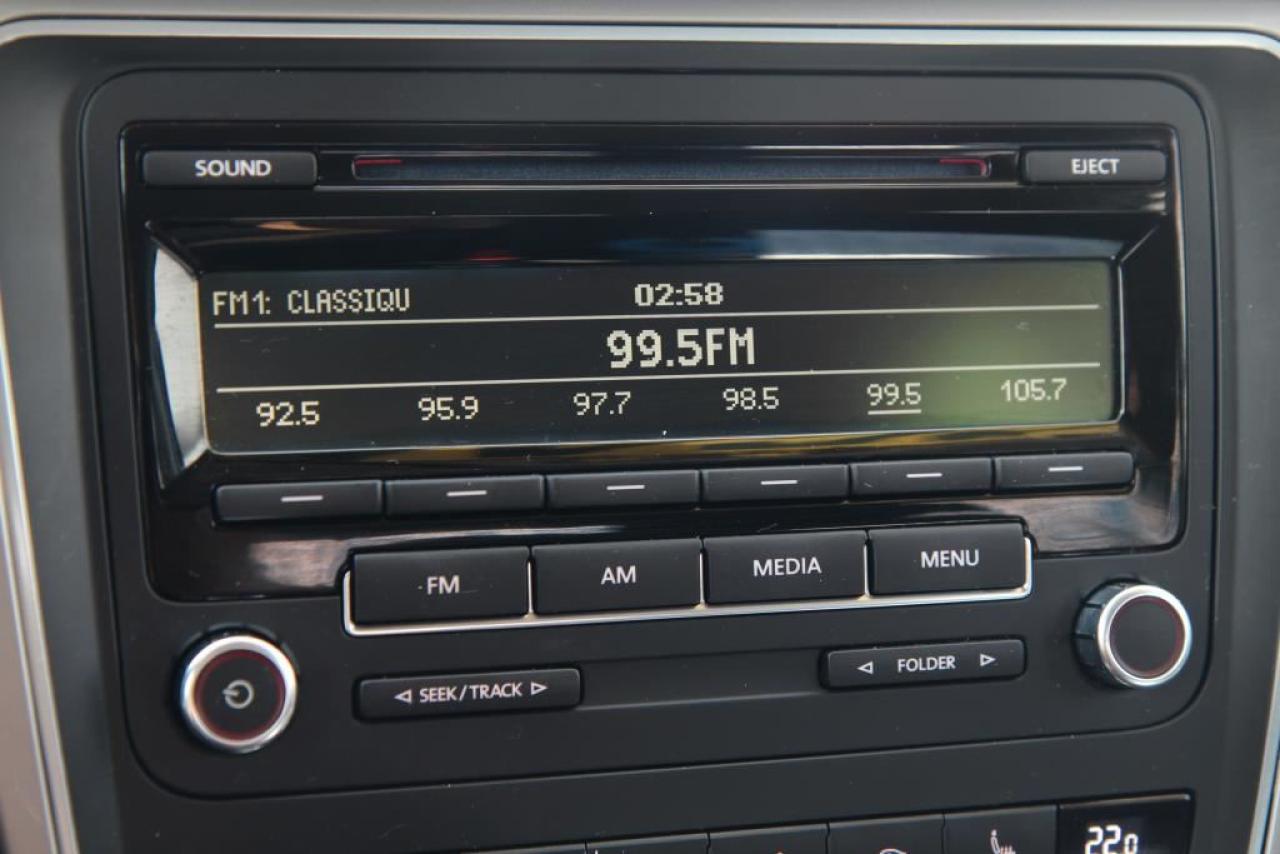 SOUND EJECT
FM1: CLASSIQU 02:58
99.5FM
92.5 95.9 97.7 98.5 99.5 105.7
FM AM MEDIA MENU
SEEK/TRACK FOLDER
22.0